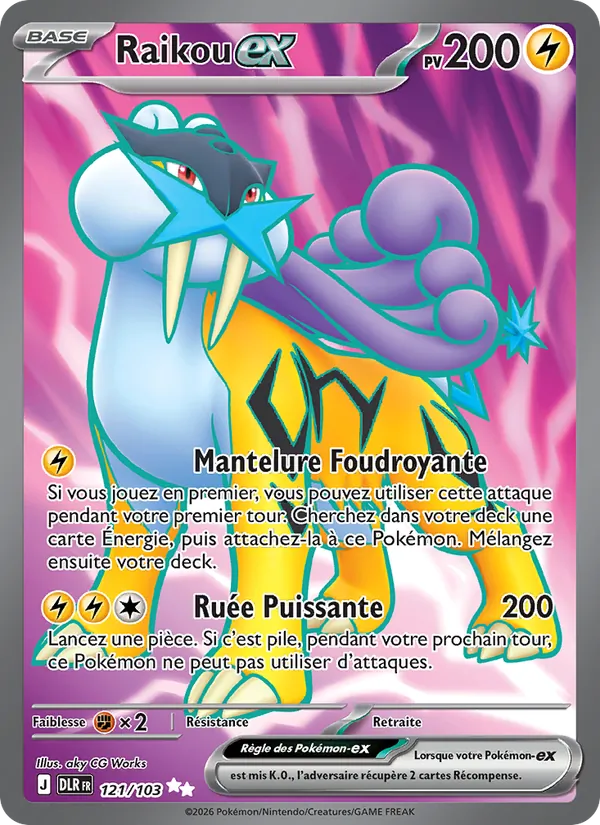 BASE
Raikou ex
PV 200
Mantelure Foudroyante
Si vous jouez en premier, vous pouvez utiliser cette attaque
pendant votre premier tour. Cherchez dans votre deck une
carte Énergie, puis attachez-la à ce Pokémon. Mélangez
ensuite votre deck.
Ruée Puissante 200
Lancez une pièce. Si c'est pile, pendant votre prochain tour,
ce Pokémon ne peut pas utiliser d'attaques.
Faiblesse ×2 Résistance Retraite
Illus. aky CG Works
Règle des Pokémon-ex Lorsque votre Pokémon-ex
est mis K.O., l'adversaire récupère 2 cartes Récompense.
J DLR FR 121/103
©2026 Pokémon/Nintendo/Creatures/GAME FREAK